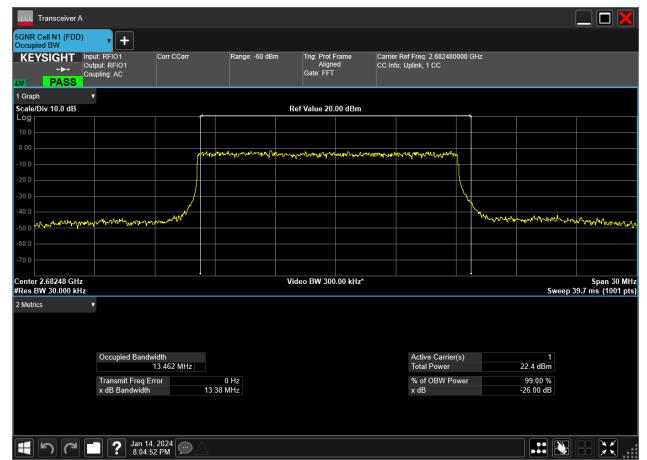 Transceiver A
5GNR Cell N1 (FDD)
Occupied BW
KEYSIGHT
LXI
PASS
Input: RFIO1
Output: RFIO1
Coupling: AC
Corr CCorr
Range: -60 dBm
Trig: Prot Frame
Aligned
Gate: FFT
Carrier Ref Freq: 2.682480000 GHz
CC Info: Uplink, 1 CC
1 Graph
Scale/Div 10.0 dB
Ref Value 20.00 dBm
Log
10.0
0.00
-10.0
-20.0
-30.0
-40.0
-50.0
-60.0
-70.0
Center 2.68248 GHz
Video BW 300.00 kHz*
Span 30 MHz
#Res BW 30.000 kHz
Sweep 39.7 ms (1001 pts)
2 Metrics
Occupied Bandwidth
13.462 MHz
Transmit Freq Error 0 Hz
x dB Bandwidth 13.38 MHz
Active Carrier(s) 1
Total Power 22.4 dBm
% of OBW Power 99.00 %
x dB -26.00 dB
?
Jan 14, 2024
8:04:52 PM